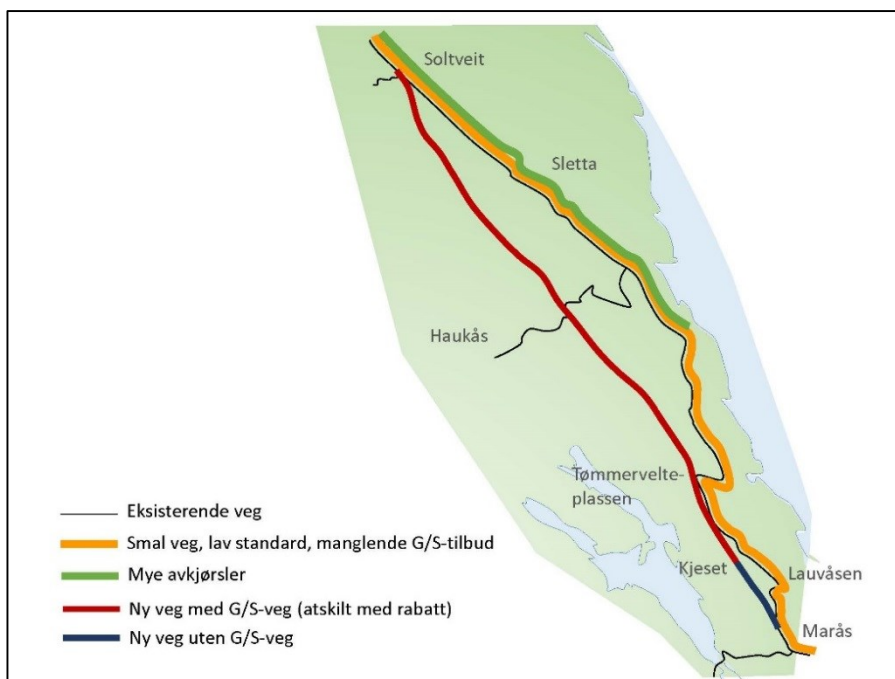 Soltveit
Sletta
Haukås
Tømmervelte-
plassen
Kjeset
Lauvåsen
Marås
Eksisterende veg
Smal veg, lav standard, manglende G/S-tilbud
Mye avkjørsler
Ny veg med G/S-veg (atskilt med rabatt)
Ny veg uten G/S-veg